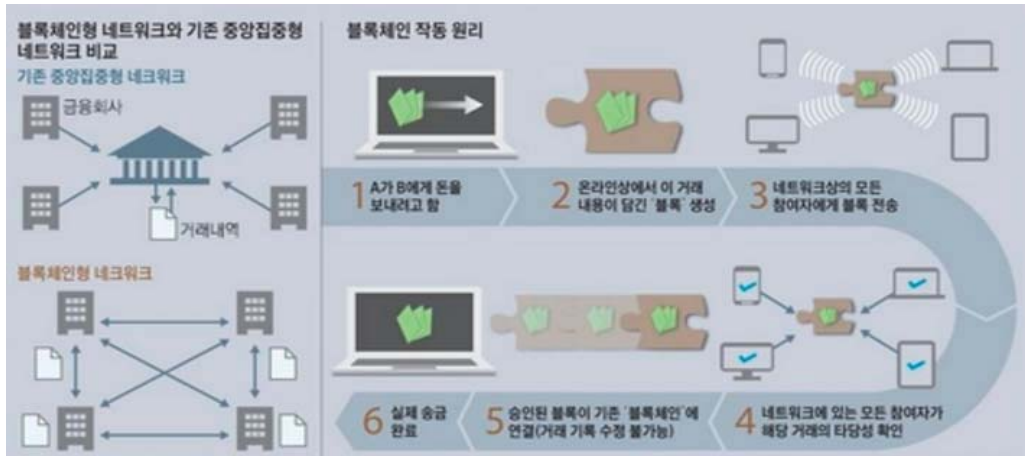 블록체인형 네트워크와 기존 중앙집중형
네트워크 비교
기존 중앙집중형 네크워크
금융회사
거래내역
블록체인형 네크워크
블록체인 작동 원리
1 A가 B에게 돈을
보내려고 함
2 온라인상에서 이 거래
내용이 담긴 '블록' 생성
3 네트워크상의 모든
참여자에게 블록 전송
4 네트워크에 있는 모든 참여자가
해당 거래의 타당성 확인
5 승인된 블록이 기존 '블록체인'에
연결(거래 기록 수정 불가능)
6 실제 송금
완료